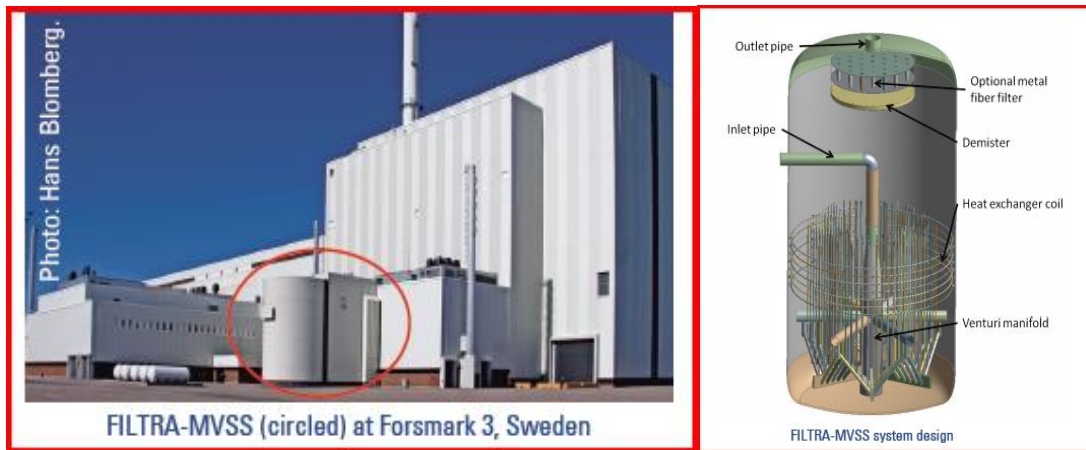 Photo: Hans Blomberg.
FILTRA-MVSS (circled) at Forsmark 3, Sweden
Outlet pipe
Optional metal
fiber filter
Demister
Inlet pipe
Heat exchanger coil
Venturi manifold
FILTRA-MVSS system design